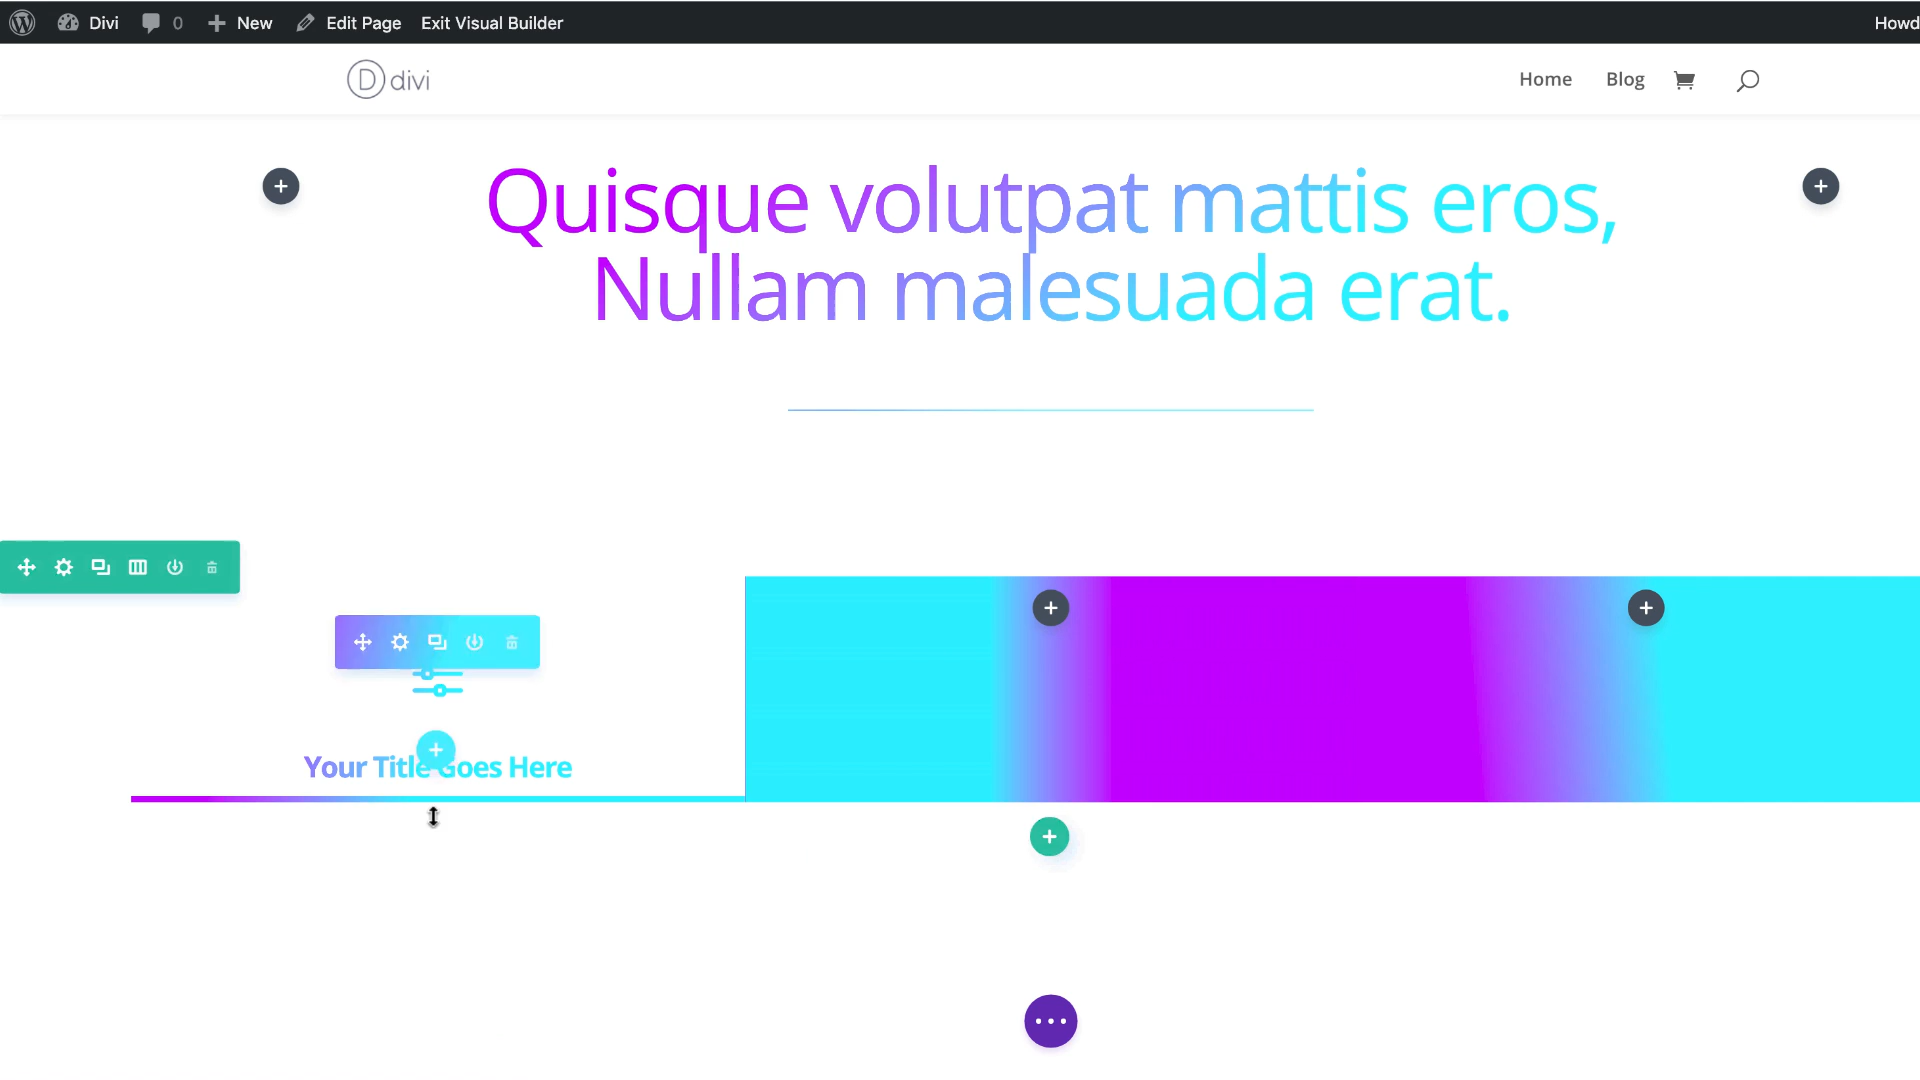 Divi 0 New Edit Page Exit Visual Builder Howd
D divi Home Blog
Quisque volutpat mattis eros,
Nullam malesuada erat.
Your Title Goes Here